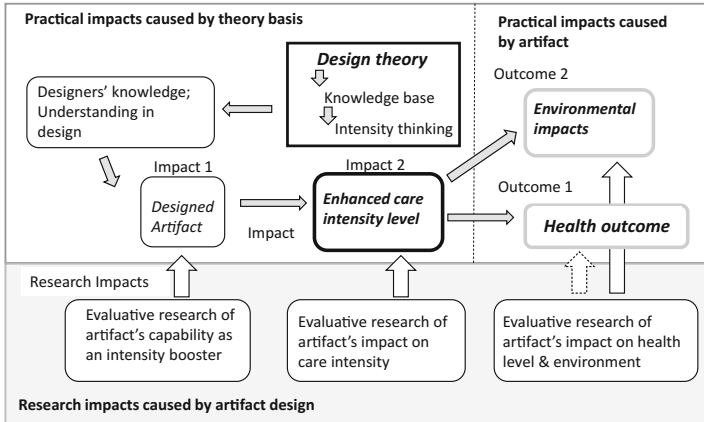 Practical impacts caused by theory basis
Practical impacts caused
by artifact
Design theory
Knowledge base
Intensity thinking
Designers' knowledge;
Understanding in
design
Outcome 2
Environmental
impacts
Impact 1
Designed
Artifact
Impact
Impact 2
Enhanced care
intensity level
Outcome 1
Health outcome
Research Impacts
Evaluative research of
artifact's capability as
an intensity booster
Evaluative research of
artifact's impact on
care intensity
Evaluative research of
artifact's impact on health
level & environment
Research impacts caused by artifact design